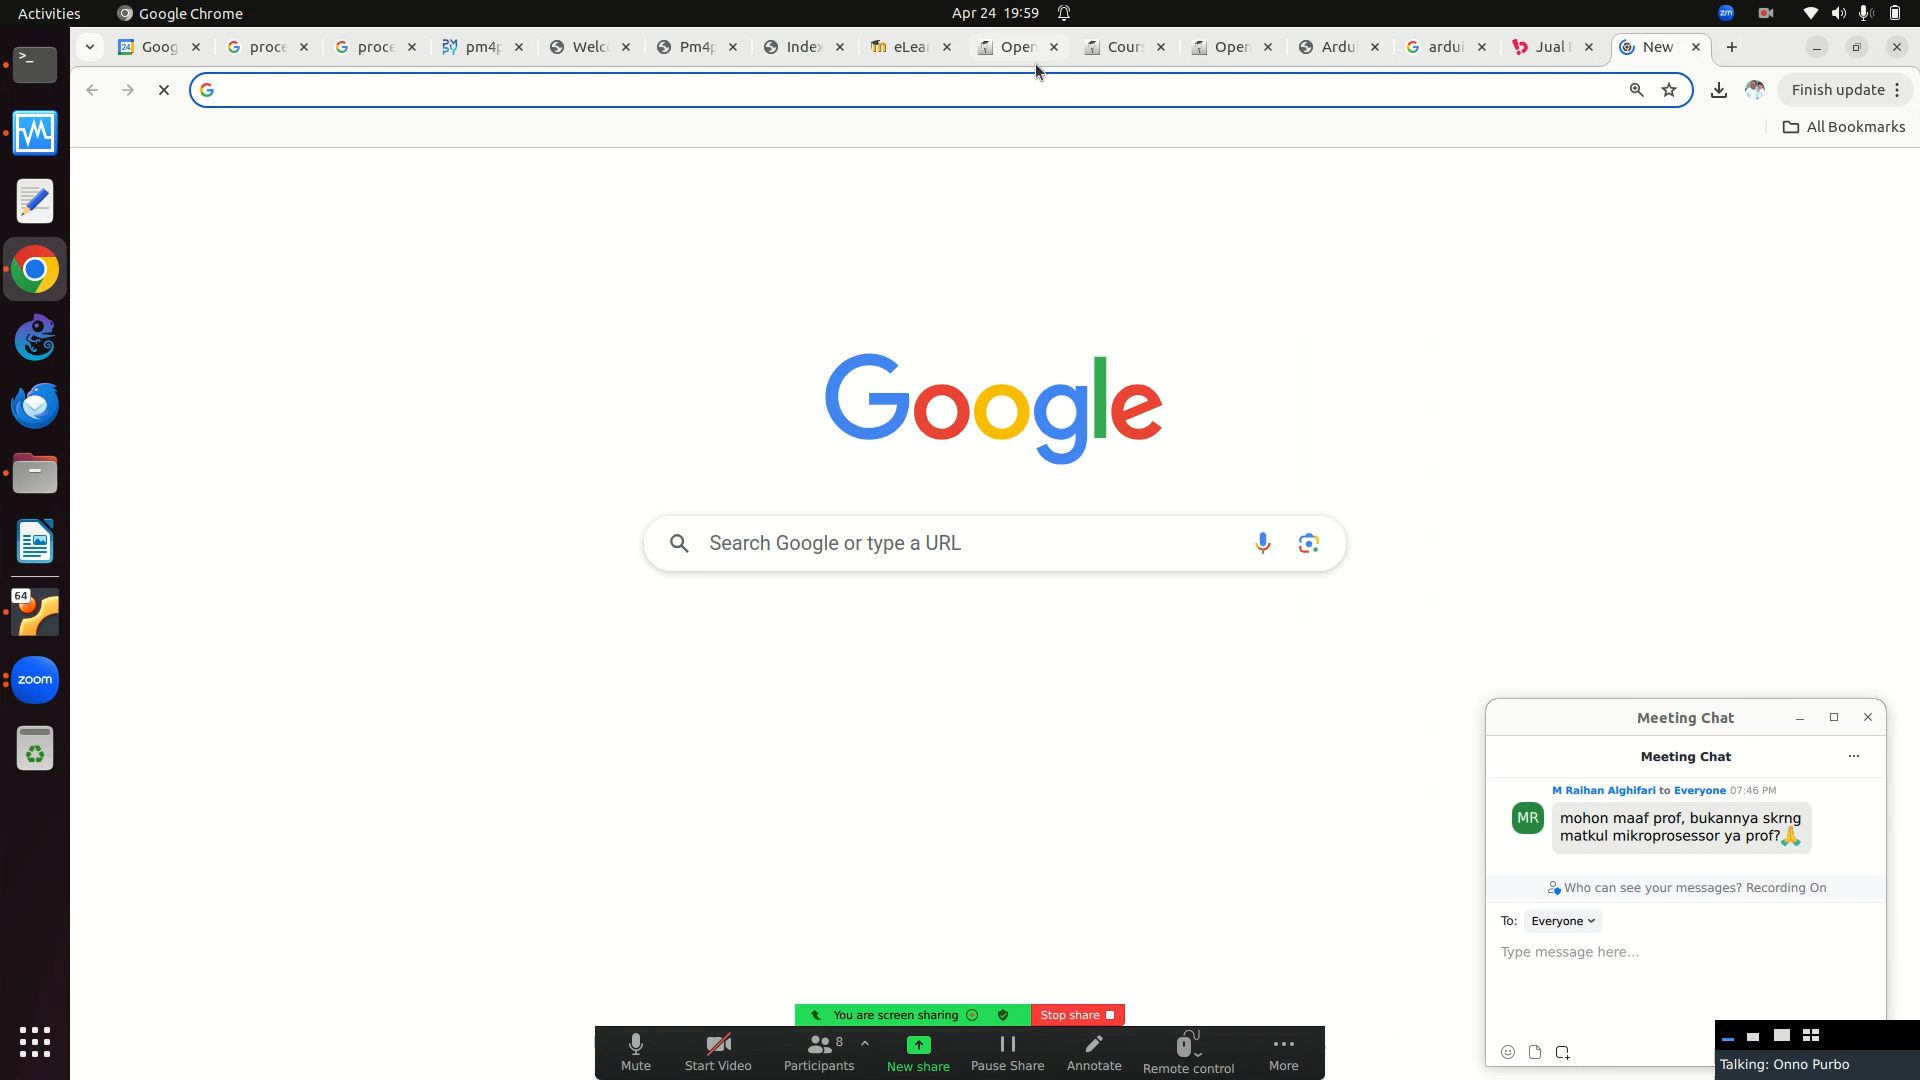 Activities
Google Chrome
Apr 24 19:59
zm
Goog
proce
proce
pm4p
Welc
Pm4p
Index
eLear
Open
Cour
Open
Ardui
ardui
Jual
New
Finish update
All Bookmarks
Google
Search Google or type a URL
64
zoom
Meeting Chat
Meeting Chat
M Raihan Alghifari to Everyone 07:46 PM
MR
mohon maaf prof, bukannya skrng
matkul mikroprosessor ya prof?🙏
Who can see your messages? Recording On
To: Everyone
Type message here...
You are screen sharing
Stop share
Mute
Start Video
Participants 8
New share
Pause Share
Annotate
Remote control
More
Talking: Onno Purbo